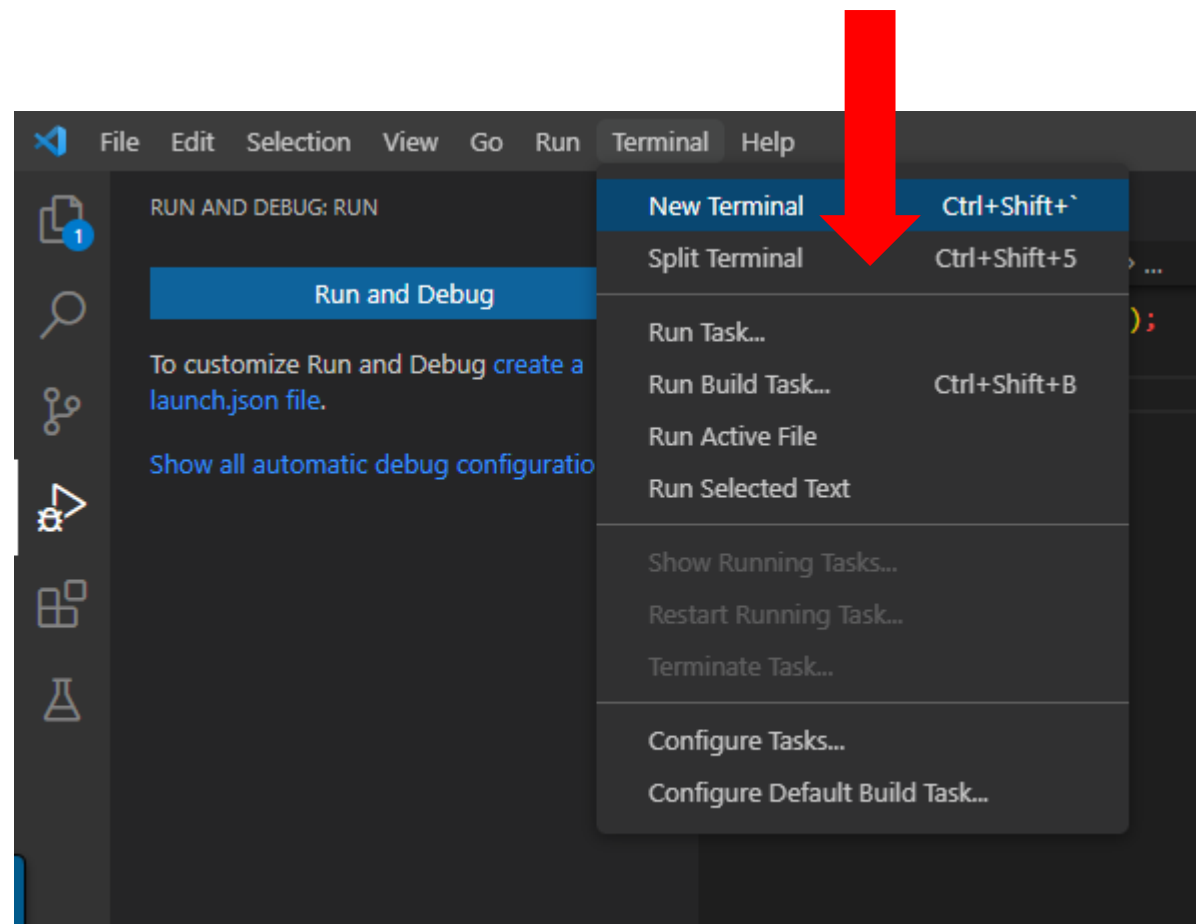 File Edit Selection View Go Run Terminal Help
1
RUN AND DEBUG: RUN
Run and Debug
To customize Run and Debug create a
launch.json file.
Show all automatic debug configuratio
New Terminal Ctrl+Shift+`
Split Terminal Ctrl+Shift+5
Run Task...
Run Build Task... Ctrl+Shift+B
Run Active File
Run Selected Text
Show Running Tasks...
Restart Running Task...
Terminate Task...
Configure Tasks...
Configure Default Build Task...
› ...
);